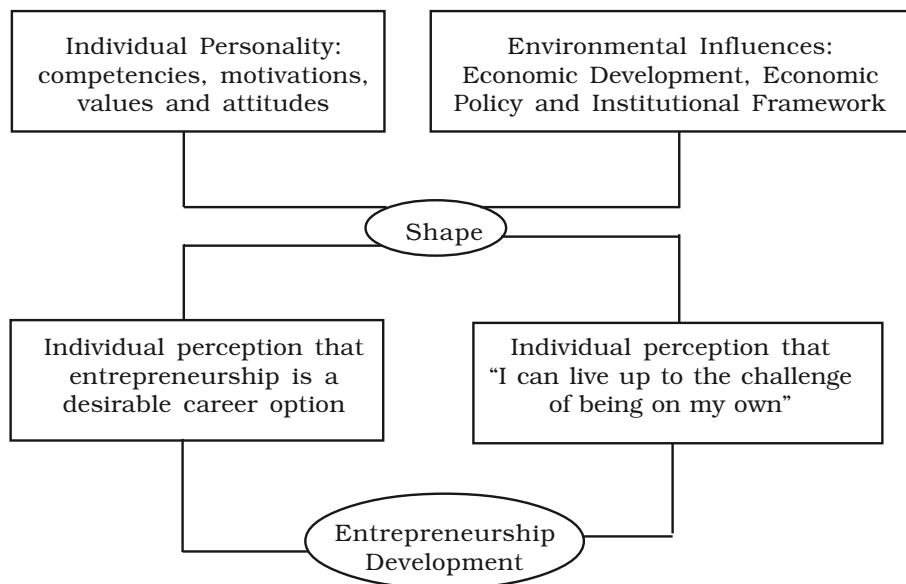 Individual Personality:
competencies, motivations,
values and attitudes
Environmental Influences:
Economic Development, Economic
Policy and Institutional Framework
Shape
Individual perception that
entrepreneurship is a
desirable career option
Individual perception that
“I can live up to the challenge
of being on my own”
Entrepreneurship
Development